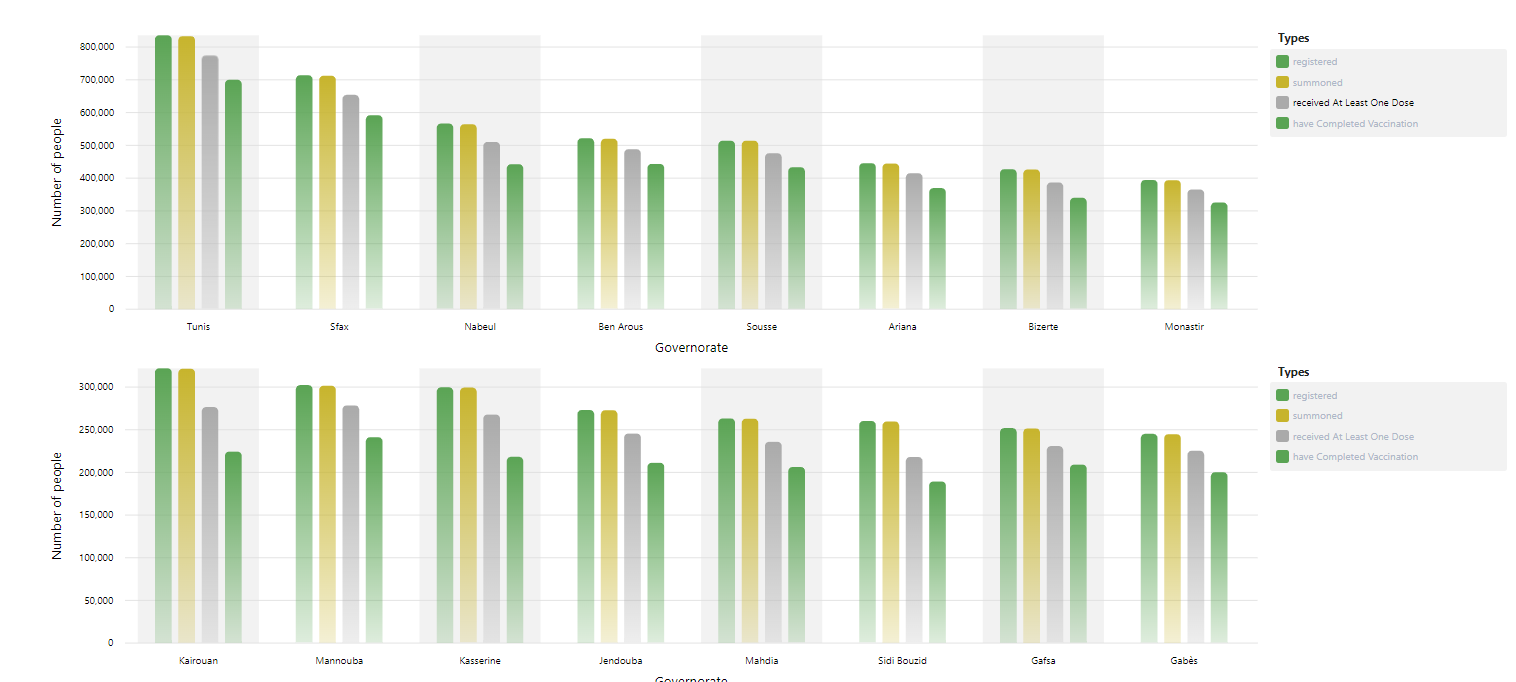 Types
registered
summoned
received At Least One Dose
have Completed Vaccination
Number of people
800,000
700,000
600,000
500,000
400,000
300,000
200,000
100,000
0
Tunis Sfax Nabeul Ben Arous Sousse Ariana Bizerte Monastir
Governorate
Types
registered
summoned
received At Least One Dose
have Completed Vaccination
Number of people
300,000
250,000
200,000
150,000
100,000
50,000
0
Kairouan Mannouba Kasserine Jendouba Mahdia Sidi Bouzid Gafsa Gabès
Governorate